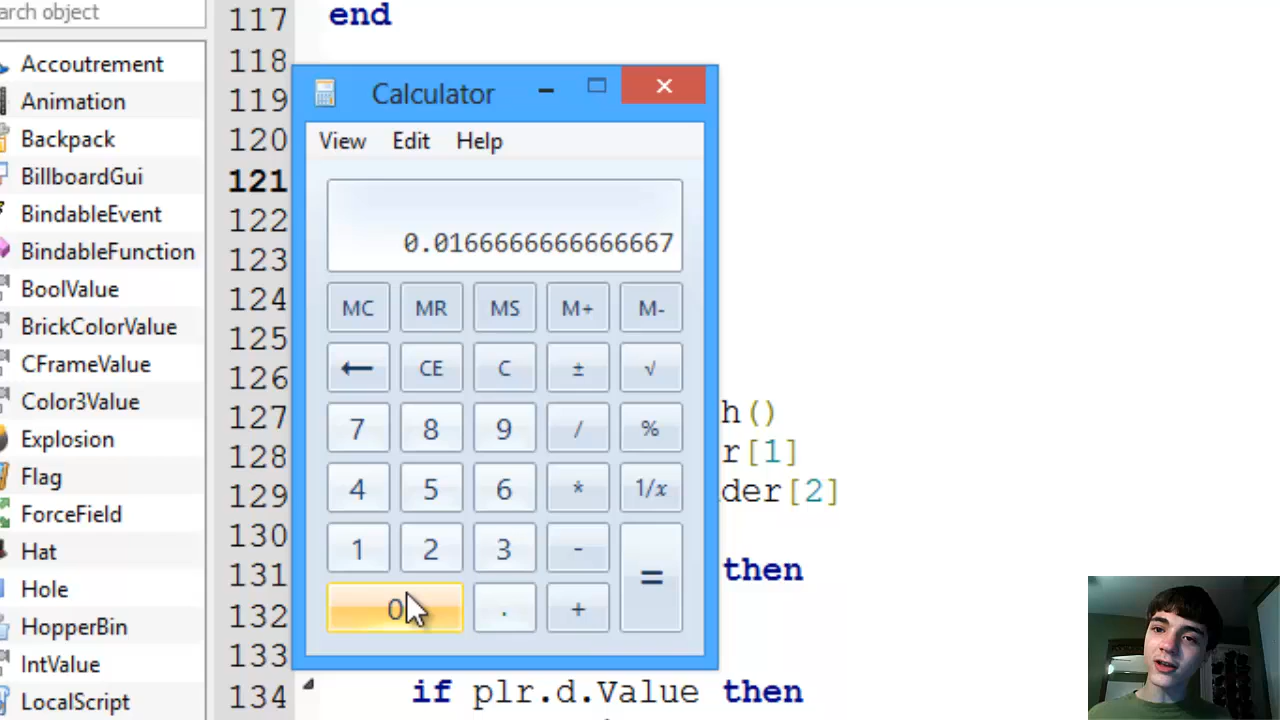 arch object
Accoutrement
Animation
Backpack
BillboardGui
BindableEvent
BindableFunction
BoolValue
BrickColorValue
CFrameValue
Color3Value
Explosion
Flag
ForceField
Hat
Hole
HopperBin
IntValue
LocalScript
117 end
118
119
120
121
122
123
124
125
126
127 h()
128 r[1]
129 der[2]
130
131 then
132
133
134 if plr.d.Value then
Calculator
View Edit Help
0.0166666666666667
MC MR MS M+ M-
← CE C ± √
7 8 9 / %
4 5 6 * 1/x
1 2 3 - =
0 . +